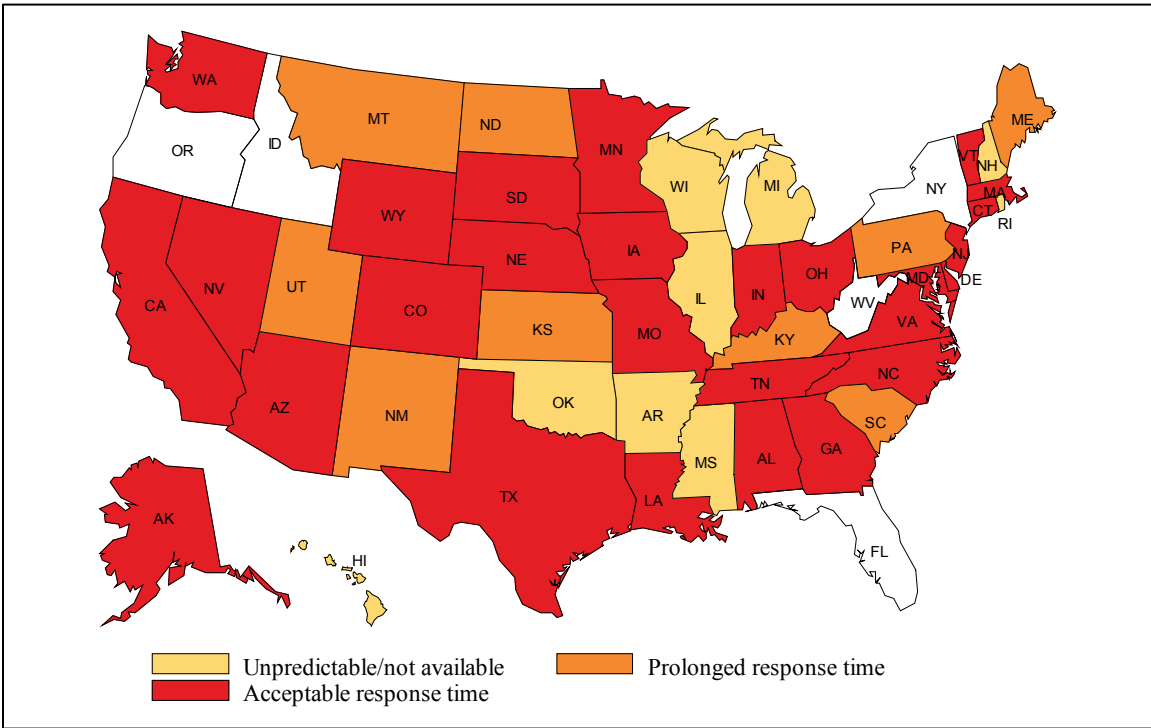 WA
MT
ND
ME
OR
ID
MN
VT
NH
WI
MI
NY
MA
SD
CT
WY
RI
IA
PA
NE
NJ
OH
MD
DE
NV
UT
IL
IN
WV
CA
CO
VA
KS
MO
KY
NC
TN
AZ
OK
NM
AR
SC
GA
MS
AL
TX
LA
AK
FL
HI
Unpredictable/not available
Prolonged response time
Acceptable response time